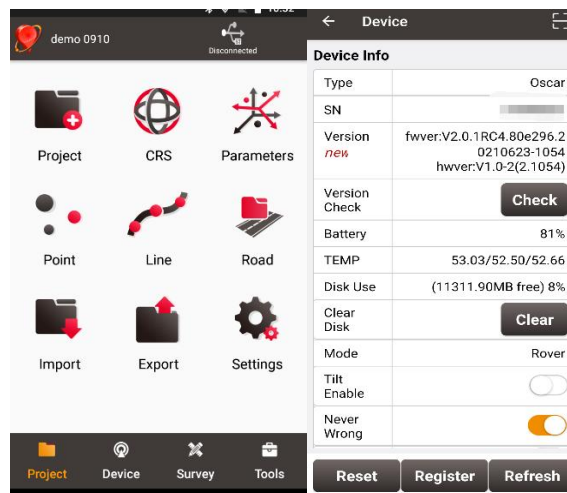 10:32
demo 0910
Disconnected
Project
CRS
Parameters
Point
Line
Road
Import
Export
Settings
Project
Device
Survey
Tools
Device
Device Info
Type
Oscar
SN
Version
new
fwver:V2.0.1RC4.80e296.2
0210623-1054
hwver:V1.0-2(2.1054)
Version
Check
Check
Battery
81%
TEMP
53.03/52.50/52.66
Disk Use
(11311.90MB free) 8%
Clear
Disk
Clear
Mode
Rover
Tilt
Enable
Never
Wrong
Reset
Register
Refresh